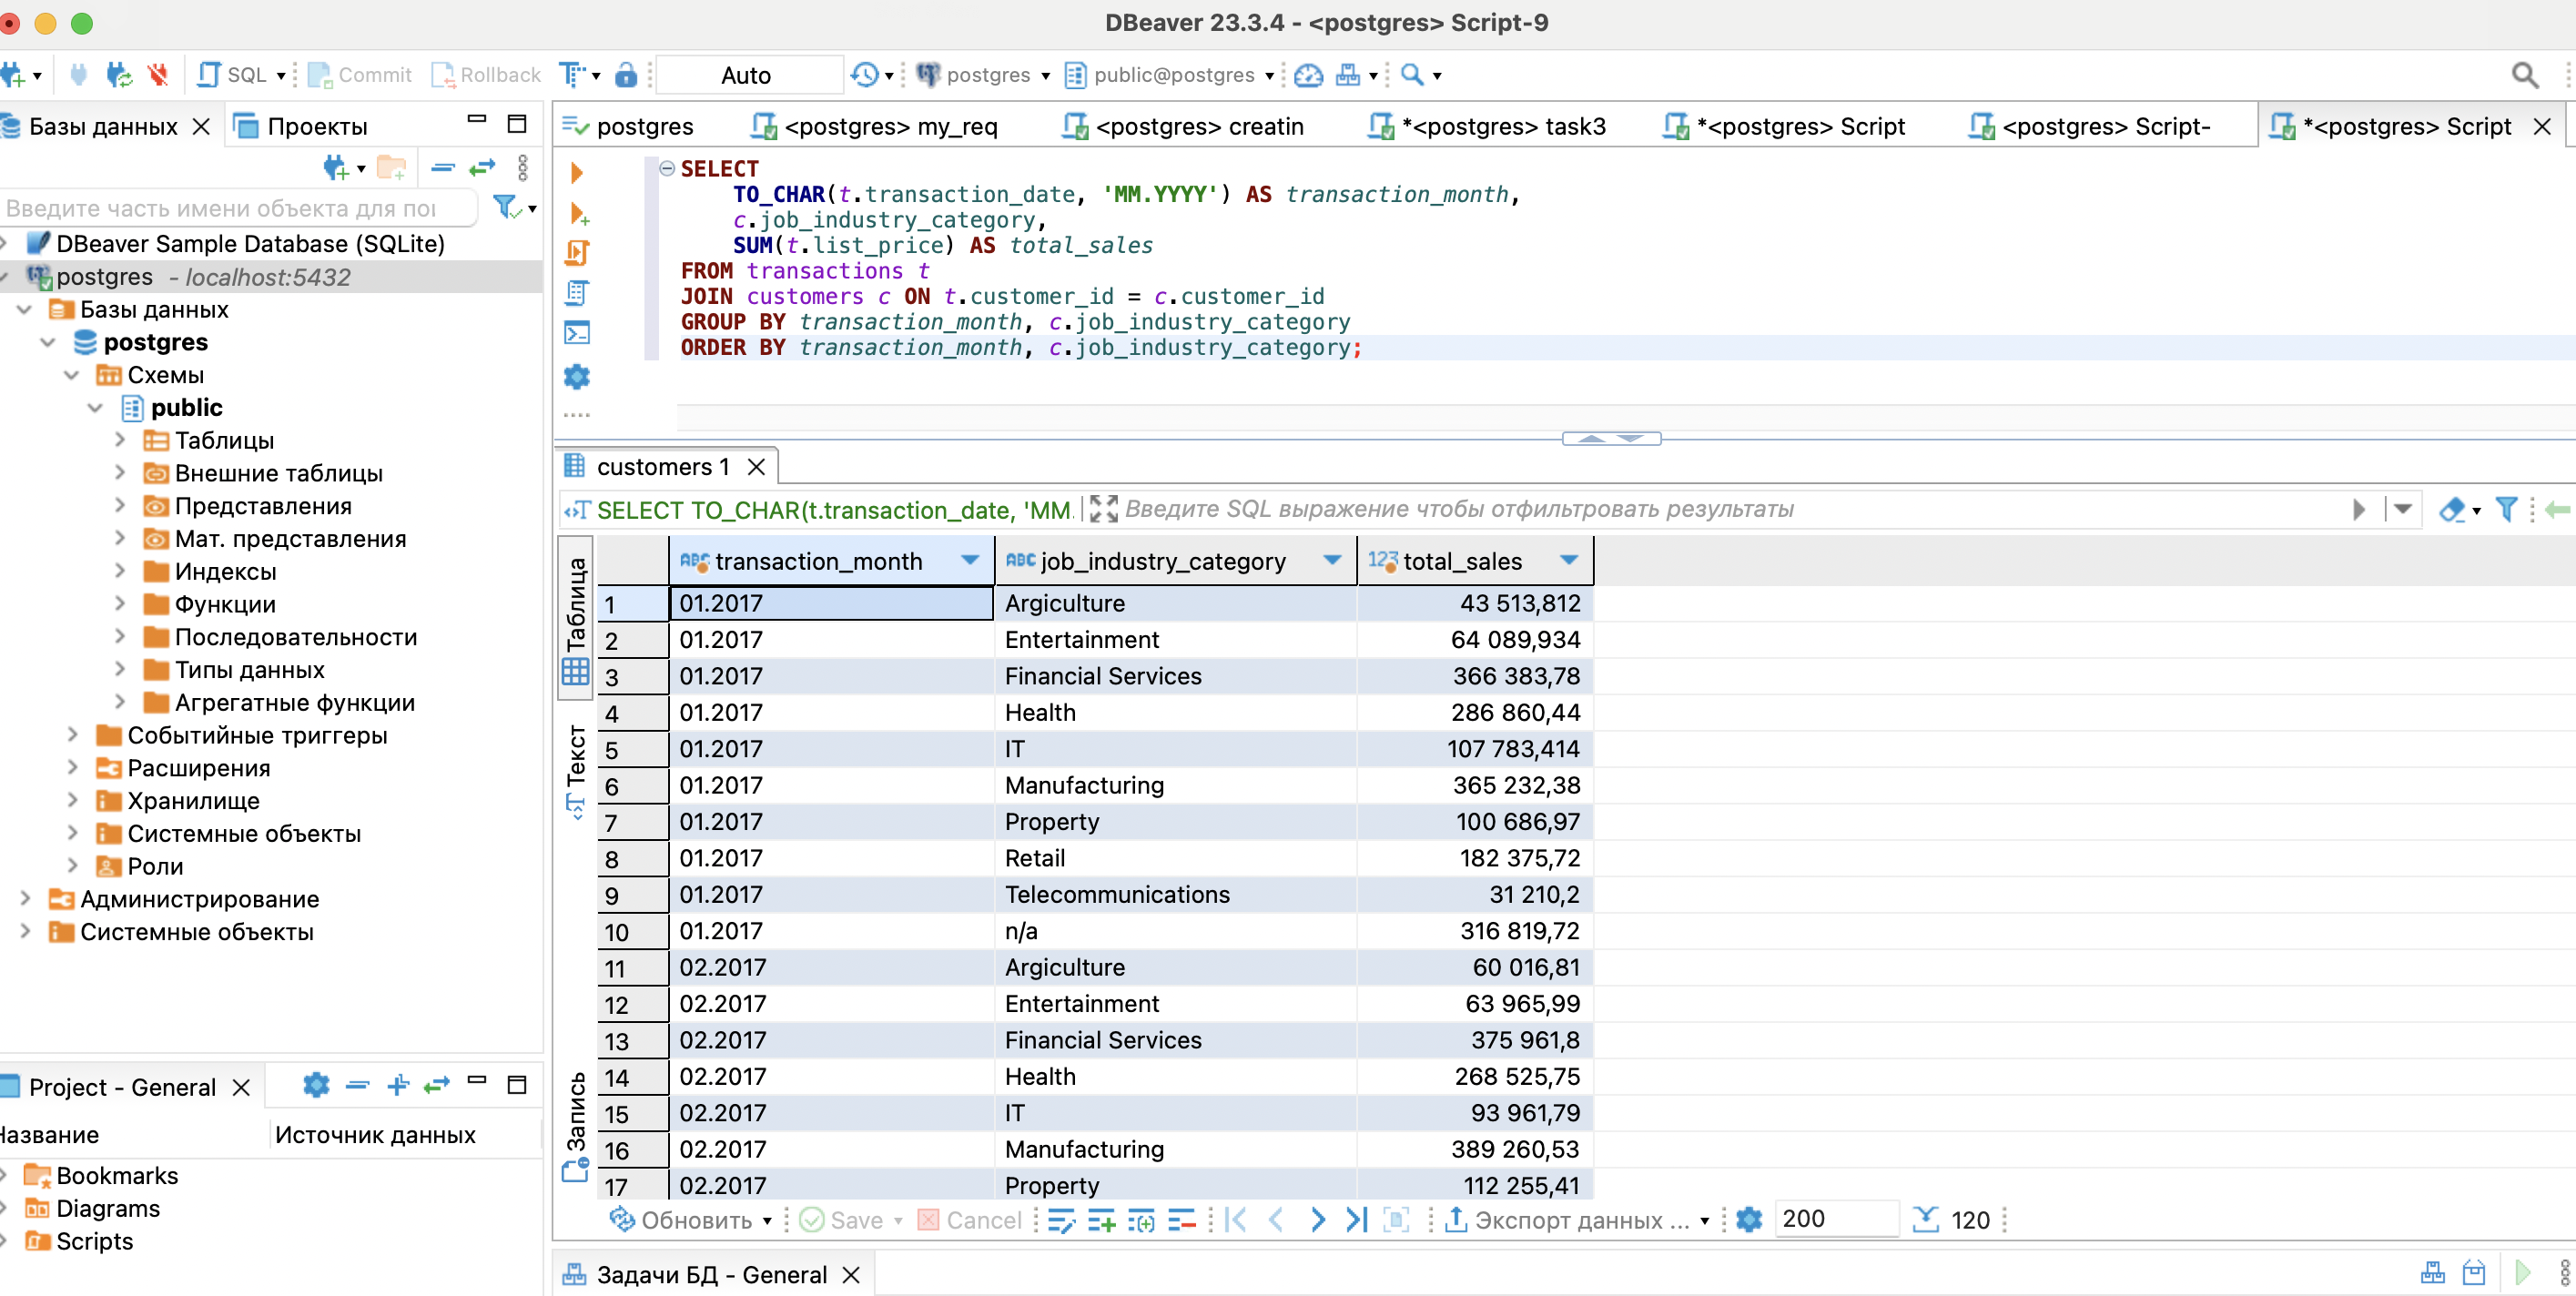 DBeaver 23.3.4 - <postgres> Script-9
SQL Commit Rollback Auto postgres public@postgres
Базы данных Проекты
Введите часть имени объекта для пои
DBeaver Sample Database (SQLite)
postgres - localhost:5432
Базы данных
postgres
Схемы
public
Таблицы
Внешние таблицы
Представления
Мат. представления
Индексы
Функции
Последовательности
Типы данных
Агрегатные функции
Событийные триггеры
Расширения
Хранилище
Системные объекты
Роли
Администрирование
Системные объекты
Project - General
Название Источник данных
Bookmarks
Diagrams
Scripts
postgres <postgres> my_req <postgres> creatin *<postgres> task3 *<postgres> Script <postgres> Script- *<postgres> Script
SELECT
TO_CHAR(t.transaction_date, 'MM.YYYY') AS transaction_month,
c.job_industry_category,
SUM(t.list_price) AS total_sales
FROM transactions t
JOIN customers c ON t.customer_id = c.customer_id
GROUP BY transaction_month, c.job_industry_category
ORDER BY transaction_month, c.job_industry_category;
customers 1
SELECT TO_CHAR(t.transaction_date, 'MM. Введите SQL выражение чтобы отфильтровать результаты
Таблица
Текст
Запись
ABC transaction_month ABC job_industry_category 123 total_sales
1 01.2017 Argiculture 43 513,812
2 01.2017 Entertainment 64 089,934
3 01.2017 Financial Services 366 383,78
4 01.2017 Health 286 860,44
5 01.2017 IT 107 783,414
6 01.2017 Manufacturing 365 232,38
7 01.2017 Property 100 686,97
8 01.2017 Retail 182 375,72
9 01.2017 Telecommunications 31 210,2
10 01.2017 n/a 316 819,72
11 02.2017 Argiculture 60 016,81
12 02.2017 Entertainment 63 965,99
13 02.2017 Financial Services 375 961,8
14 02.2017 Health 268 525,75
15 02.2017 IT 93 961,79
16 02.2017 Manufacturing 389 260,53
17 02.2017 Property 112 255,41
Обновить Save Cancel Экспорт данных ... 200 120
Задачи БД - General